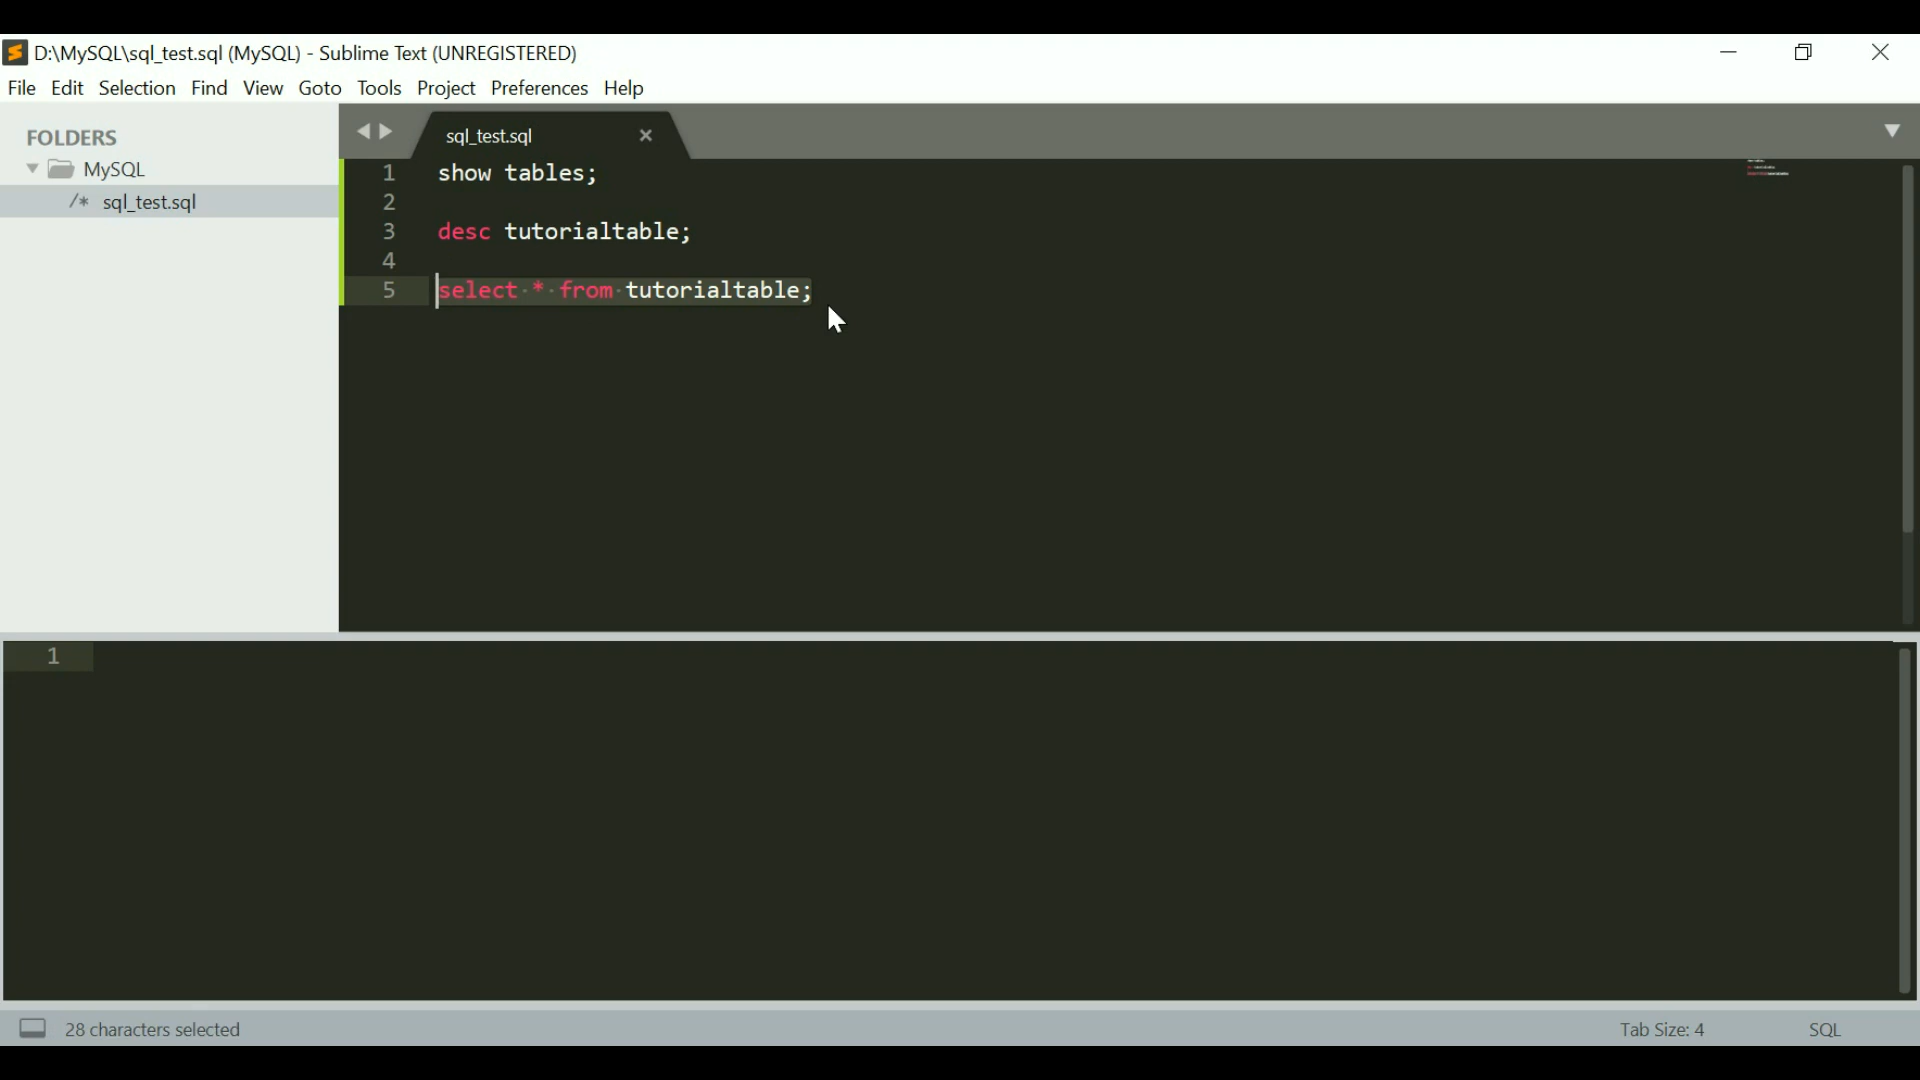 D:\MySQL\sql_test.sql (MySQL) - Sublime Text (UNREGISTERED)
File Edit Selection Find View Goto Tools Project Preferences Help
FOLDERS
MySQL
/* sql_test.sql
sql_test.sql
1 show tables;
2
3 desc tutorialtable;
4
5 select * from tutorialtable;
1
28 characters selected
Tab Size: 4
SQL